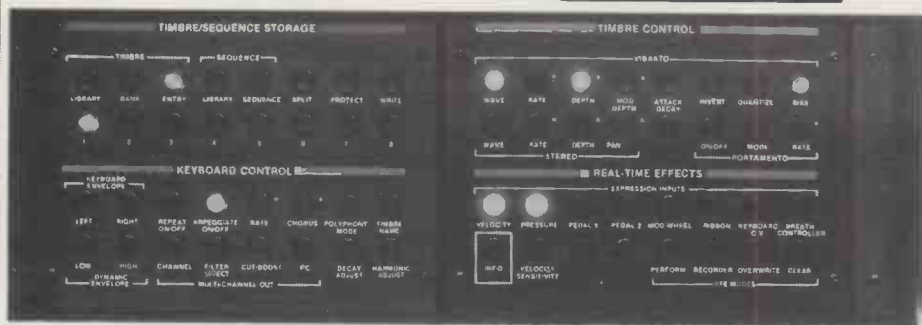 TIMBRE/SEQUENCE STORAGE
TIMBRE SEQUENCE
LIBRARY BANK ENTRY LIBRARY SEQUENCE SPLIT PROTECT WRITE
1 2 3 4 5 6 7 8
KEYBOARD CONTROL
KEYBOARD ENVELOPE
LEFT RIGHT REPEAT ON/OFF ARPEGGIATE ON/OFF RATE CHORUS POLYPHONY MODE TIMBRE NAME
LOW HIGH CHANNEL FILTER SELECT CUT-BOOST DECAY ADJUST HARMONIC ADJUST
DYNAMIC ENVELOPE MULTI-CHANNEL OUT
TIMBRE CONTROL
VIBRATO
WAVE RATE DEPTH MOD DEPTH ATTACK DECAY INVERT QUANTIZE BIAS
WAVE RATE DEPTH PAN ON/OFF MODE RATE
STEREO PORTAMENTO
REAL-TIME EFFECTS
EXPRESSION INPUTS
VELOCITY PRESSURE PEDAL 1 PEDAL 2 MOD WHEEL RIBBON KEYBOARD C.V. BREATH CONTROLLER
INFO VELOCITY SENSITIVITY PERFORM RECORDER OVERWRITE CLEAR
RTE MODES